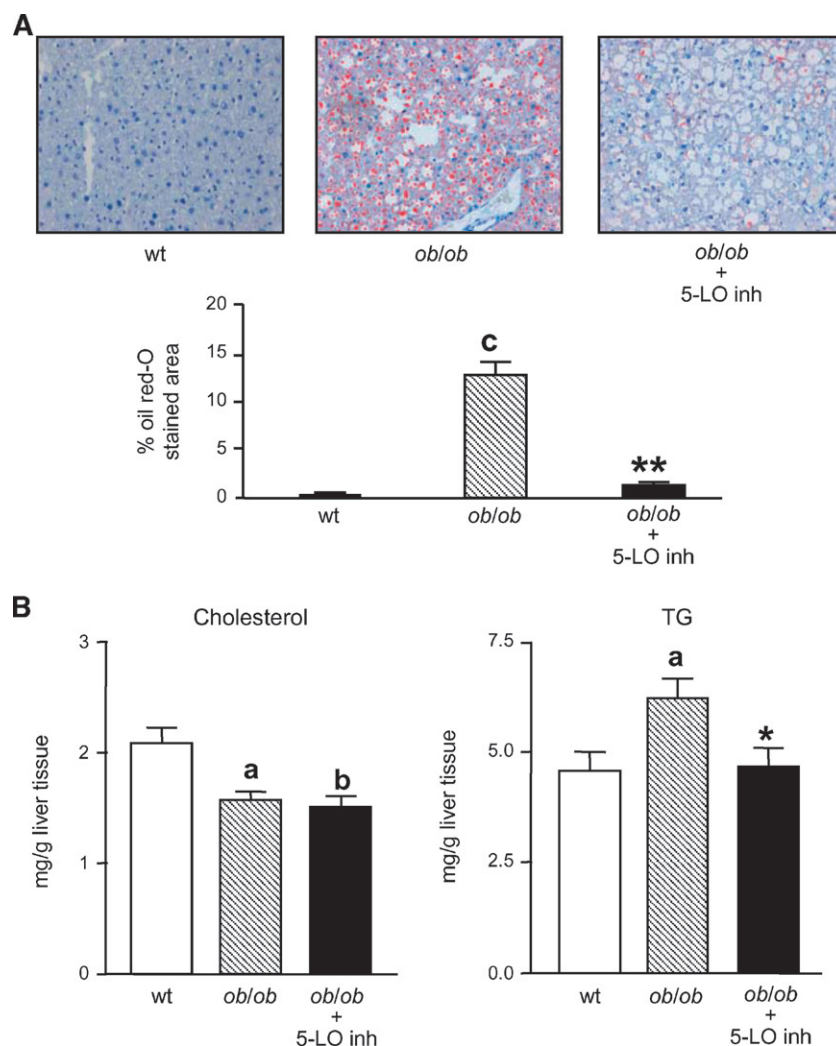 A
wt
ob/ob
ob/ob
+
5-LO inh
% oil red-O
stained area
20
15
10
5
0
c
**
wt
ob/ob
ob/ob
+
5-LO inh
B
Cholesterol
mg/g liver tissue
3
2
1
0
a
b
wt
ob/ob
ob/ob
+
5-LO inh
TG
mg/g liver tissue
7.5
5.0
2.5
0.0
a
*
wt
ob/ob
ob/ob
+
5-LO inh